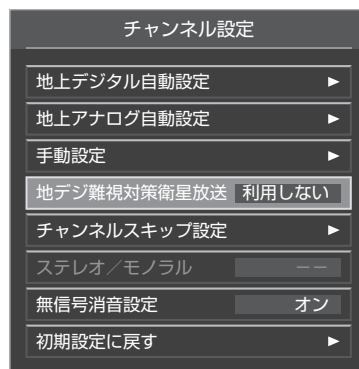 チャンネル設定
地上デジタル自動設定 ▶
地上アナログ自動設定 ▶
手動設定 ▶
地デジ難視対策衛星放送 利用しない
チャンネルスキップ設定 ▶
ステレオ／モノラル －－
無信号消音設定 オン
初期設定に戻す ▶